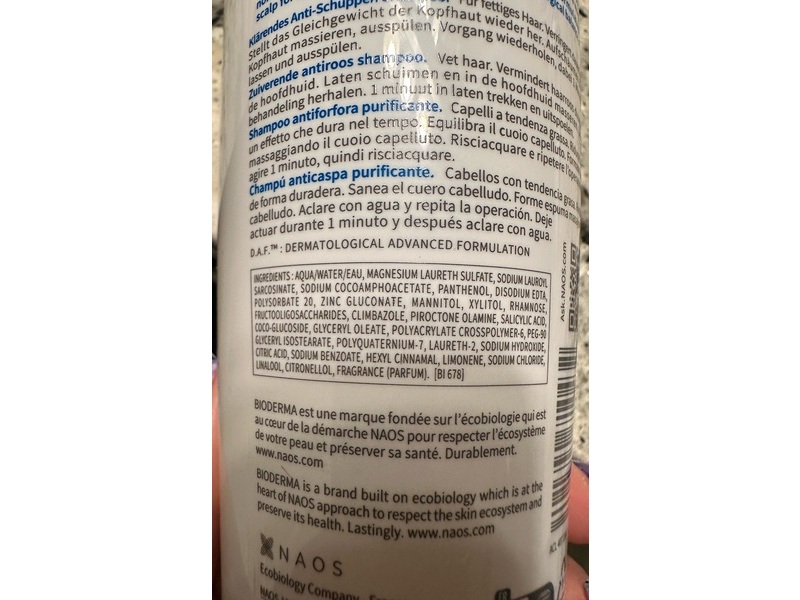 scalp
Klärendes Anti-Schuppen Für fettiges Haar. Verringert
Stellt das Gleichgewicht der Kopfhaut wieder her.
Kopfhaut massieren, ausspülen. Vorgang wiederholen, dabei
lassen und ausspülen.
Zuiverende antiroos shampoo. Vet haar. Vermindert haarroos
de hoofdhuid. Laten schuimen en in de hoofdhuid
behandeling herhalen. 1 minuut in laten trekken en uitspoelen
Shampoo antiforfora purificante. Capelli a tendenza grassa.
un effetto che dura nel tempo. Equilibra il cuoio capelluto.
massaggiando il cuoio capelluto. Risciacquare e ripetere
agire 1 minuto, quindi risciacquare.
Champú anticaspa purificante. Cabellos con tendencia grasa.
de forma duradera. Sanea el cuero cabelludo. Forme espuma
cabelludo. Aclare con agua y repita la operación. Deje
actuar durante 1 minuto y después aclare con agua.
D.A.F.™ : DERMATOLOGICAL ADVANCED FORMULATION
INGREDIENTS : AQUA/WATER/EAU, MAGNESIUM LAURETH SULFATE, SODIUM LAUROYL
SARCOSINATE, SODIUM COCOAMPHOACETATE, PANTHENOL, DISODIUM EDTA,
POLYSORBATE 20, ZINC GLUCONATE, MANNITOL, XYLITOL, RHAMNOSE,
FRUCTOOLIGOSACCHARIDES, CLIMBAZOLE, PIROCTONE OLAMINE, SALICYLIC ACID,
COCO-GLUCOSIDE, GLYCERYL OLEATE, POLYACRYLATE CROSSPOLYMER-6, PEG-90
GLYCERYL ISOSTEARATE, POLYQUATERNIUM-7, LAURETH-2, SODIUM HYDROXIDE,
CITRIC ACID, SODIUM BENZOATE, HEXYL CINNAMAL, LIMONENE, SODIUM CHLORIDE,
LINALOOL, CITRONELLOL, FRAGRANCE (PARFUM). [BI 678]
Ask.NAOS.com
BIODERMA est une marque fondée sur l'écobiologie qui est
au cœur de la démarche NAOS pour respecter l'écosystème
de votre peau et préserver sa santé. Durablement.
www.naos.com
BIODERMA is a brand built on ecobiology which is at the
heart of NAOS approach to respect the skin ecosystem and
preserve its health. Lastingly. www.naos.com
NAOS
Ecobiology Company